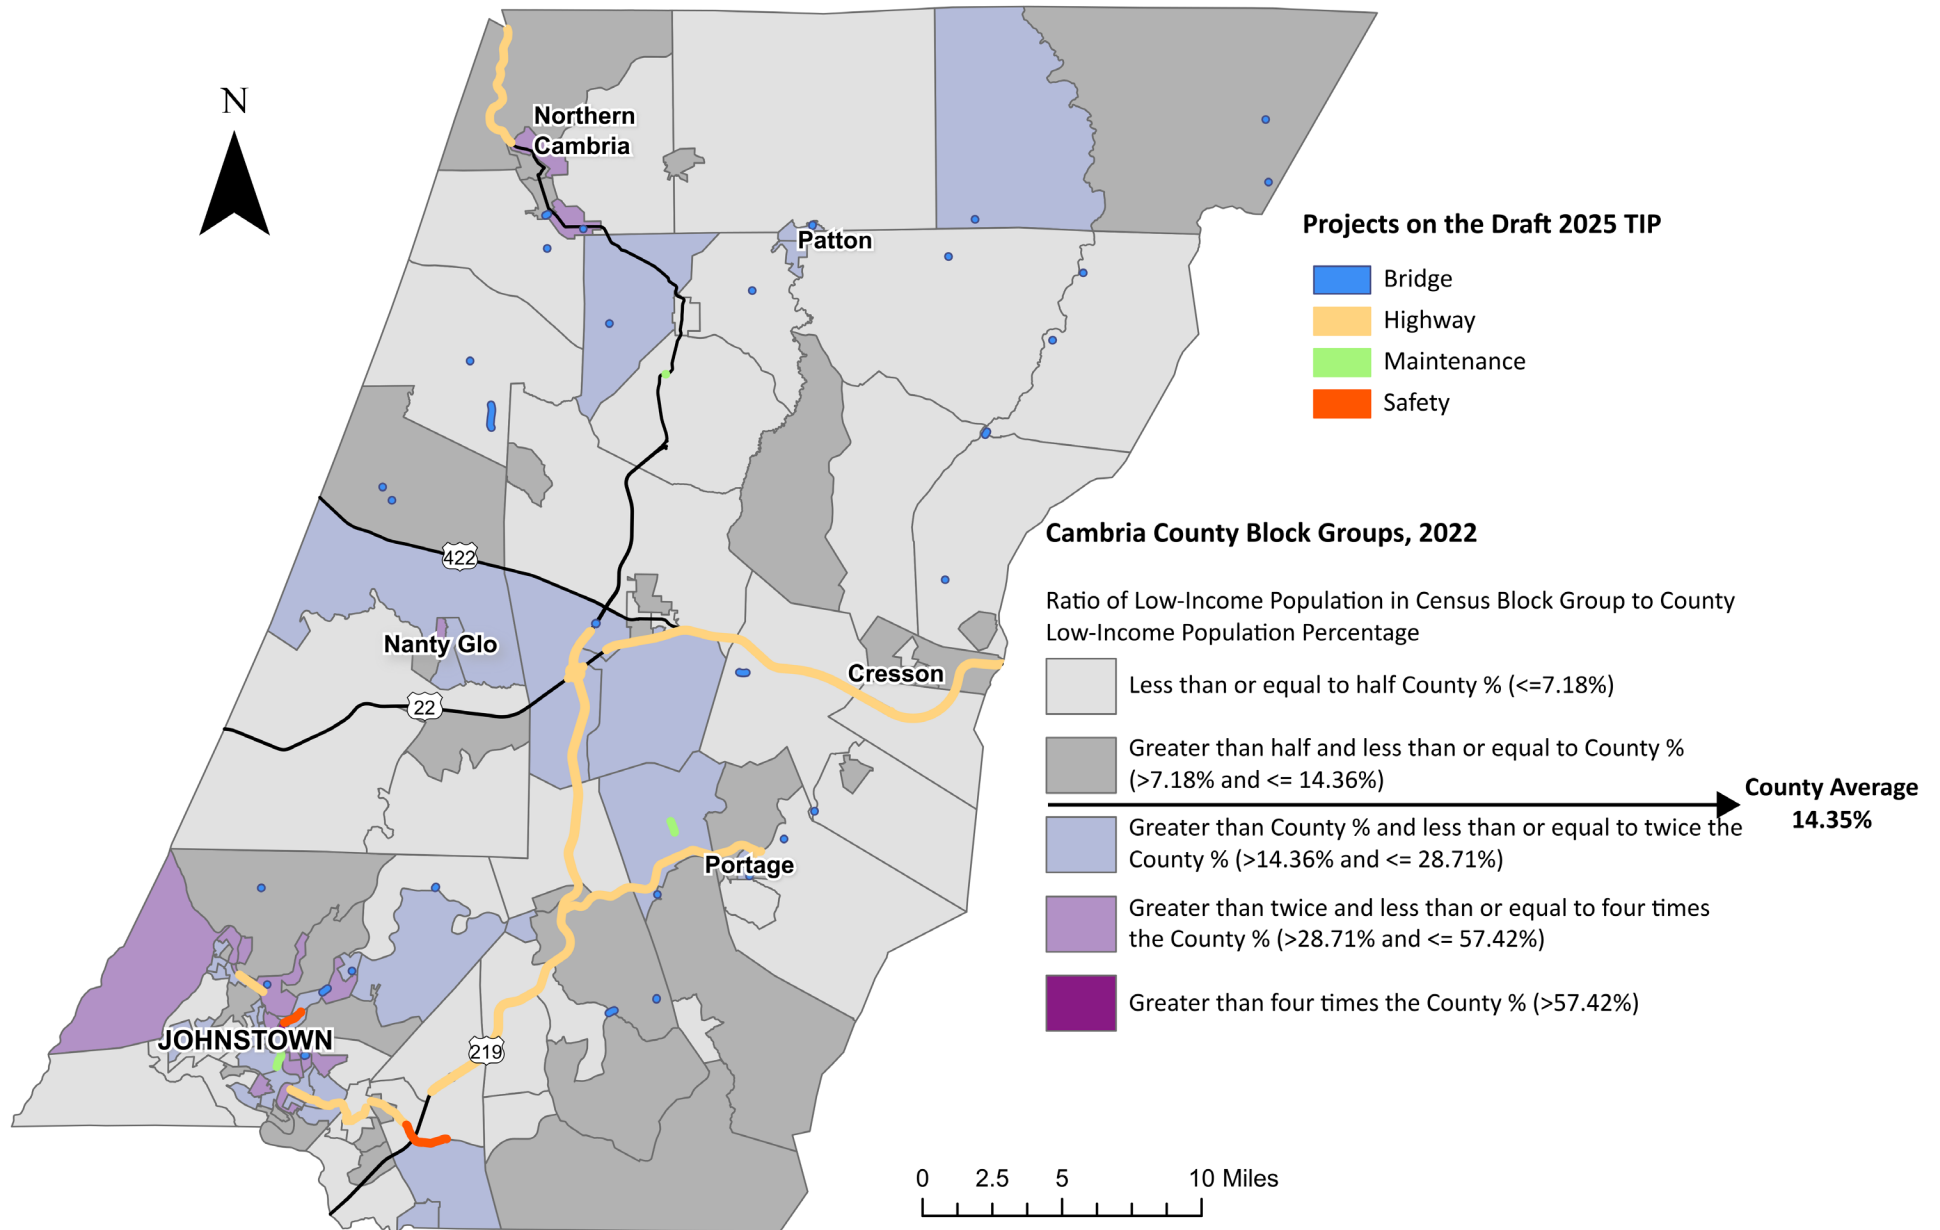 N
Northern
Cambria
Patton
Projects on the Draft 2025 TIP
Bridge
Highway
Maintenance
Safety
422
Cambria County Block Groups, 2022
Ratio of Low-Income Population in Census Block Group to County
Low-Income Population Percentage
Nanty Glo
Cresson
22
Less than or equal to half County % (<=7.18%)
Greater than half and less than or equal to County %
(>7.18% and <= 14.36%)
County Average
14.35%
Greater than County % and less than or equal to twice the
County % (>14.36% and <= 28.71%)
Portage
Greater than twice and less than or equal to four times
the County % (>28.71% and <= 57.42%)
Greater than four times the County % (>57.42%)
JOHNSTOWN
219
0 2.5 5 10 Miles